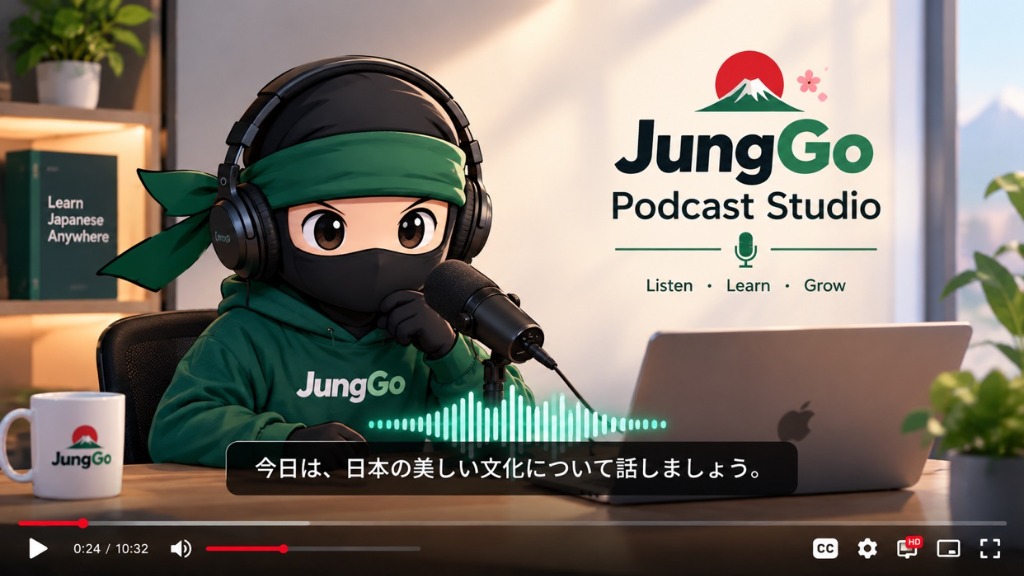 Learn
Japanese
Anywhere
JungGo
Podcast Studio
Listen · Learn · Grow
JungGo
JungGo
今日は、日本の美しい文化について話しましょう。
0:24 / 10:32
CC
HD